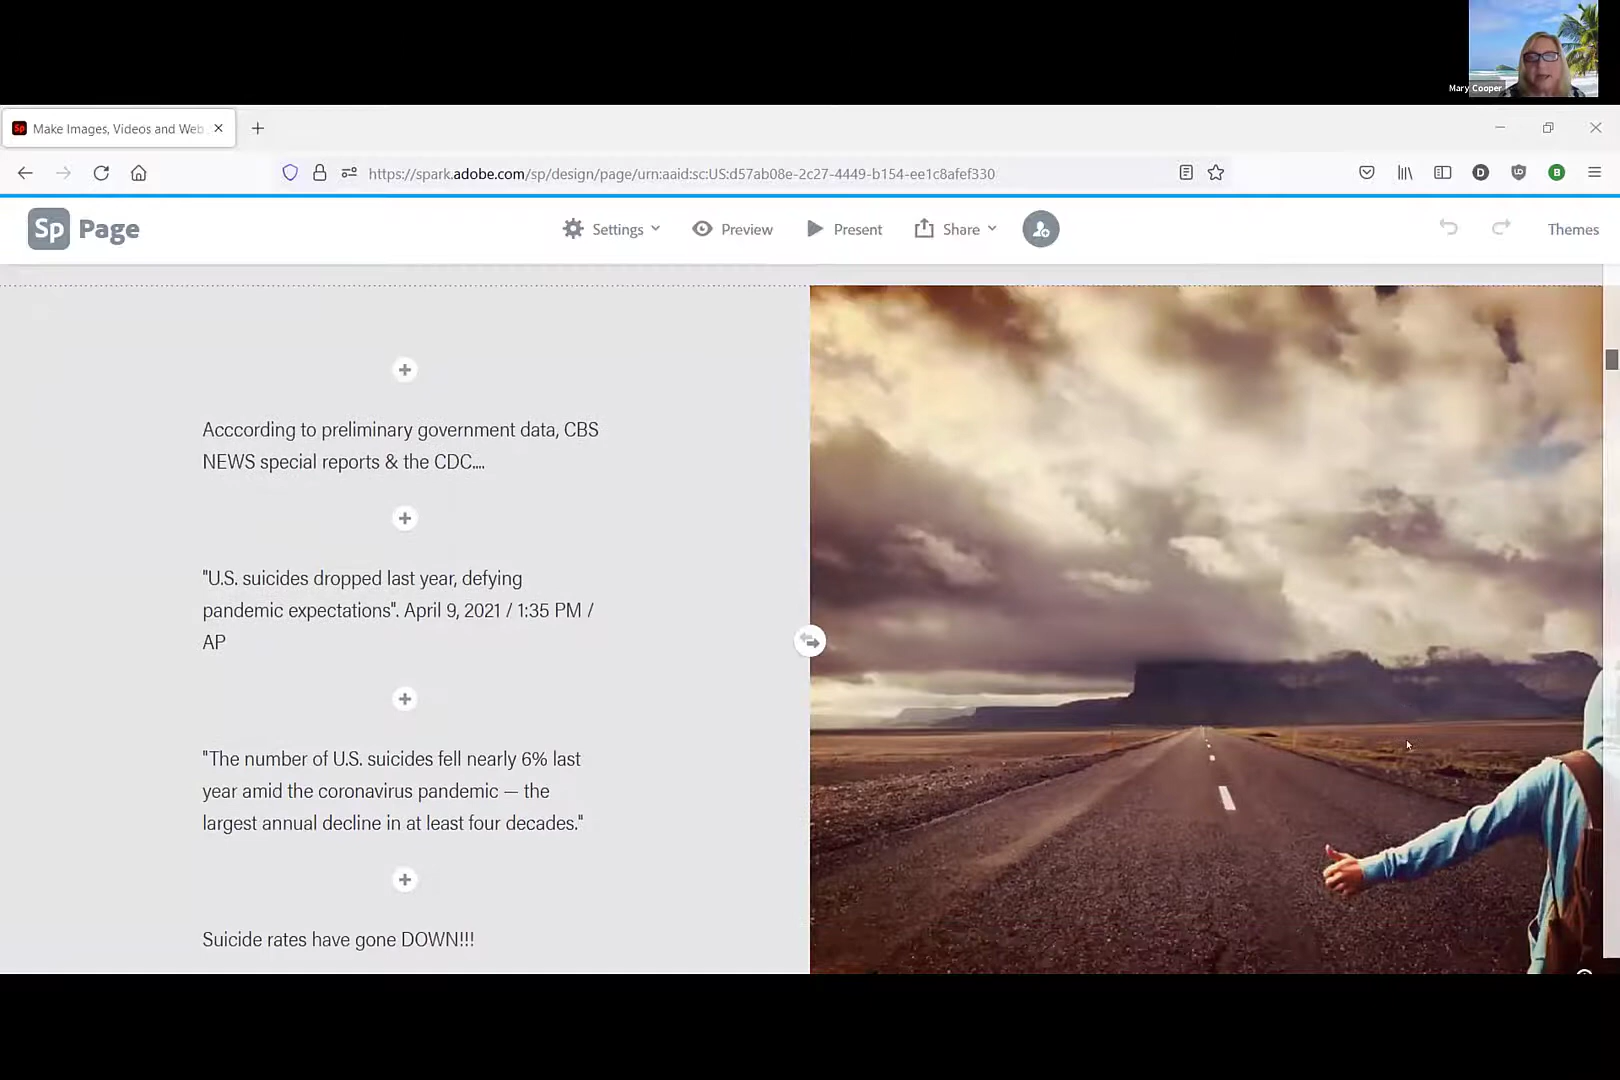 Mary Cooper
Sp
Make Images, Videos and Web
https://spark.adobe.com/sp/design/page/urn:aaid:sc:US:d57ab08e-2c27-4449-b154-ee1c8afef330
D
UD
B
Sp Page
Settings
Preview
Present
Share
Themes
Acccording to preliminary government data, CBS
NEWS special reports & the CDC....
"U.S. suicides dropped last year, defying
pandemic expectations". April 9, 2021 / 1:35 PM /
AP
"The number of U.S. suicides fell nearly 6% last
year amid the coronavirus pandemic — the
largest annual decline in at least four decades."
Suicide rates have gone DOWN!!!